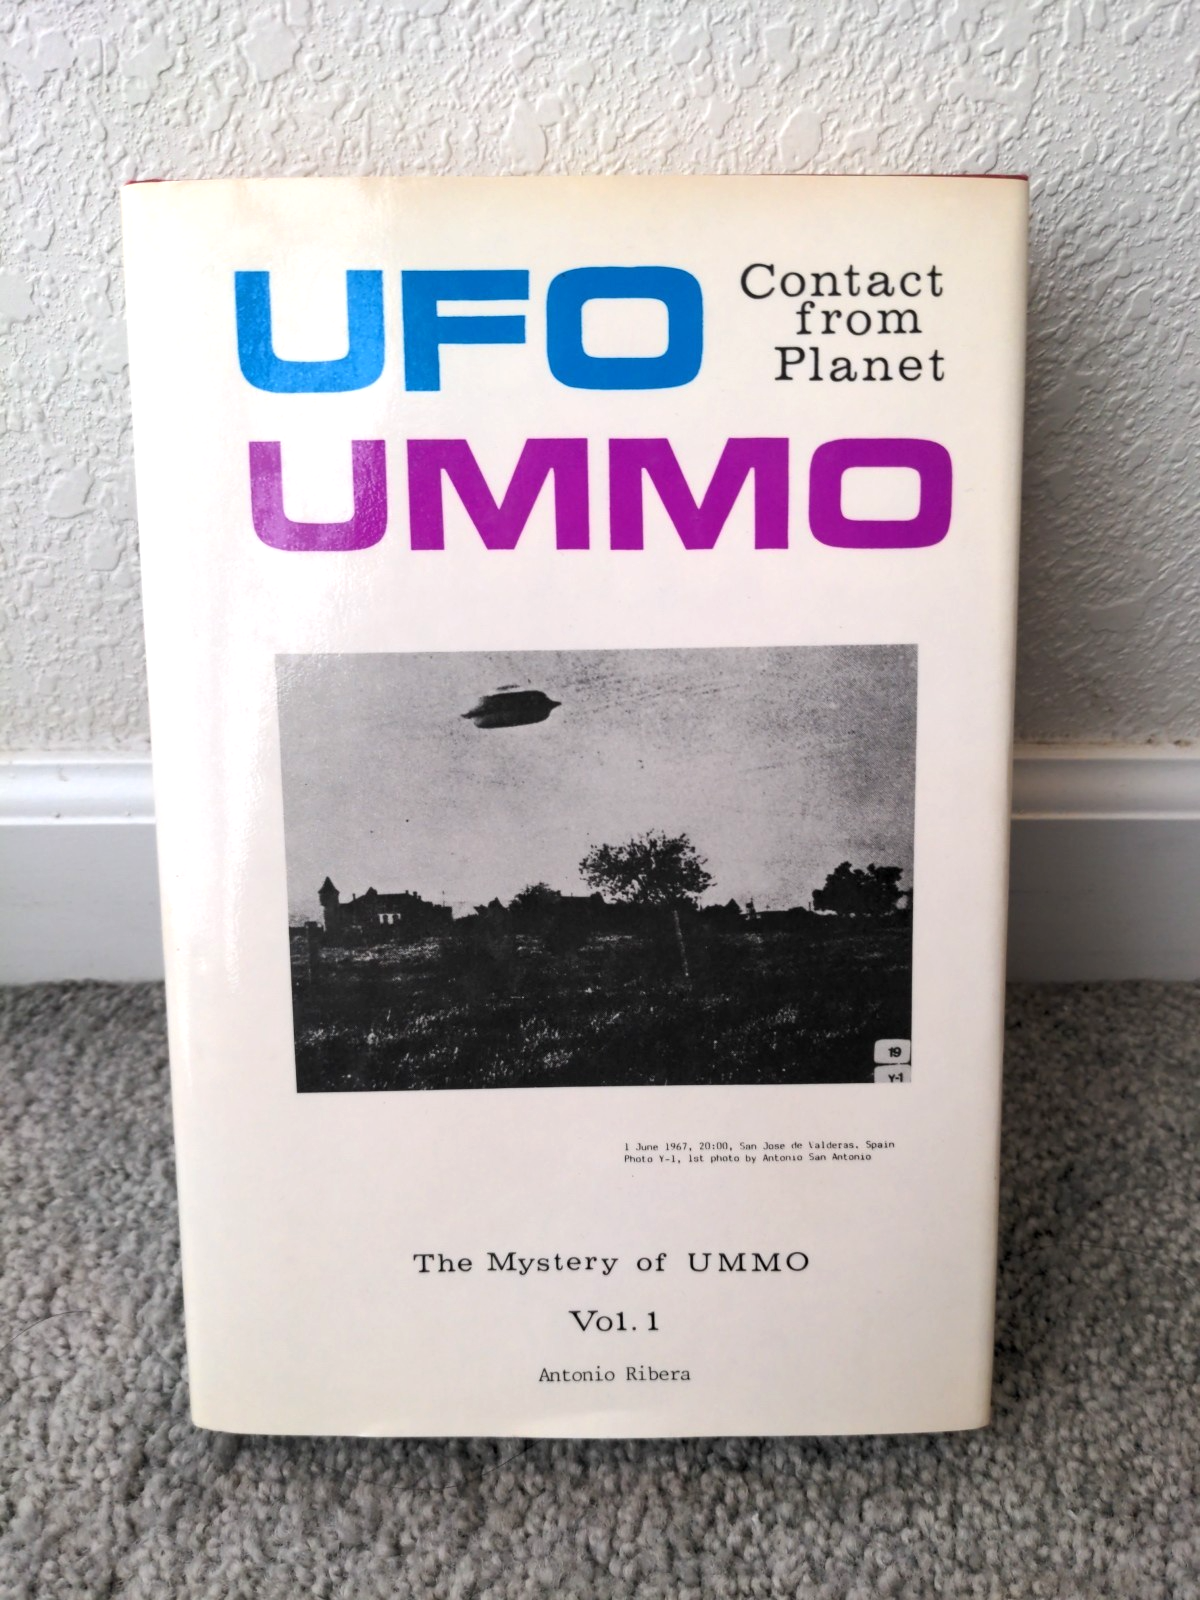 UFO Contact
from
Planet
UMMO
19
Y-1
1 June 1967, 20:00, San Jose de Valderas. Spain
Photo Y-1, 1st photo by Antonio San Antonio
The Mystery of UMMO
Vol. 1
Antonio Ribera